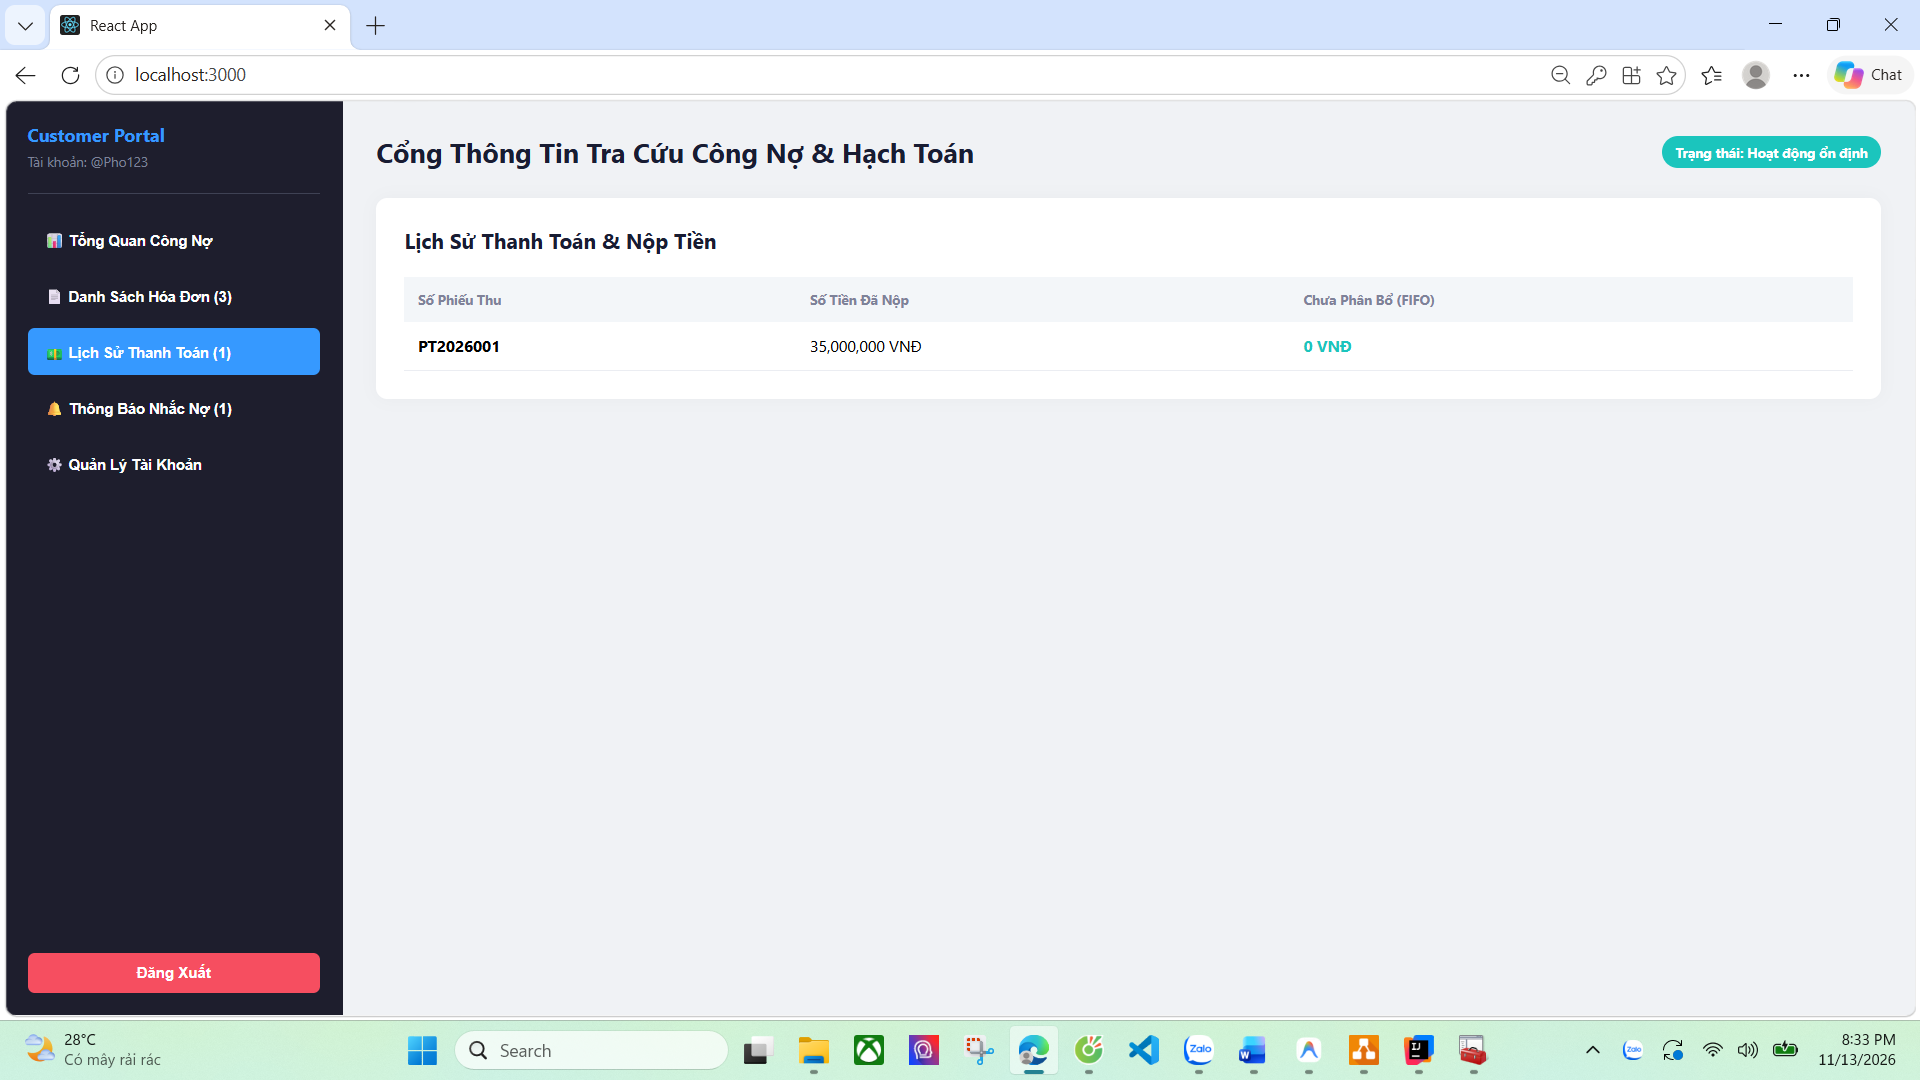 React App
localhost:3000
Chat
Customer Portal
Tài khoản: @Pho123
Tổng Quan Công Nợ
Danh Sách Hóa Đơn (3)
Lịch Sử Thanh Toán (1)
Thông Báo Nhắc Nợ (1)
Quản Lý Tài Khoản
Đăng Xuất
Cổng Thông Tin Tra Cứu Công Nợ & Hạch Toán
Trạng thái: Hoạt động ổn định
Lịch Sử Thanh Toán & Nộp Tiền
Số Phiếu Thu Số Tiền Đã Nộp Chưa Phân Bổ (FIFO)
PT2026001 35,000,000 VNĐ 0 VNĐ
28°C
Có mây rải rác
Search
Zalo
Zalo
8:33 PM
11/13/2026